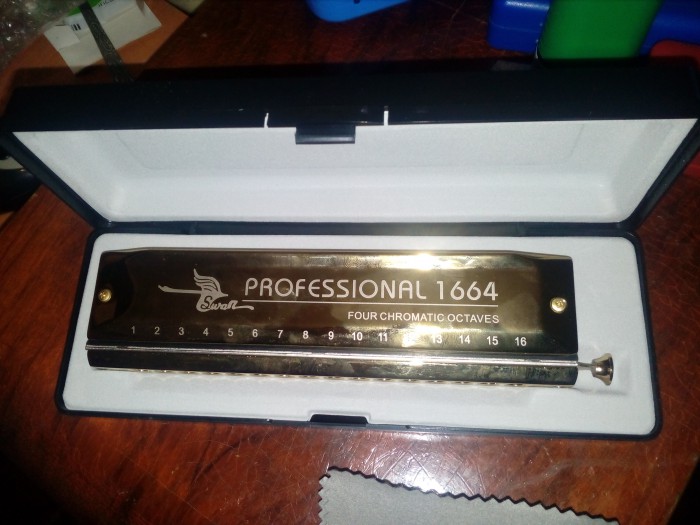 Swan
PROFESSIONAL 1664
FOUR CHROMATIC OCTAVES
1 2 3 4 5 6 7 8 9 10 11 12 13 14 15 16